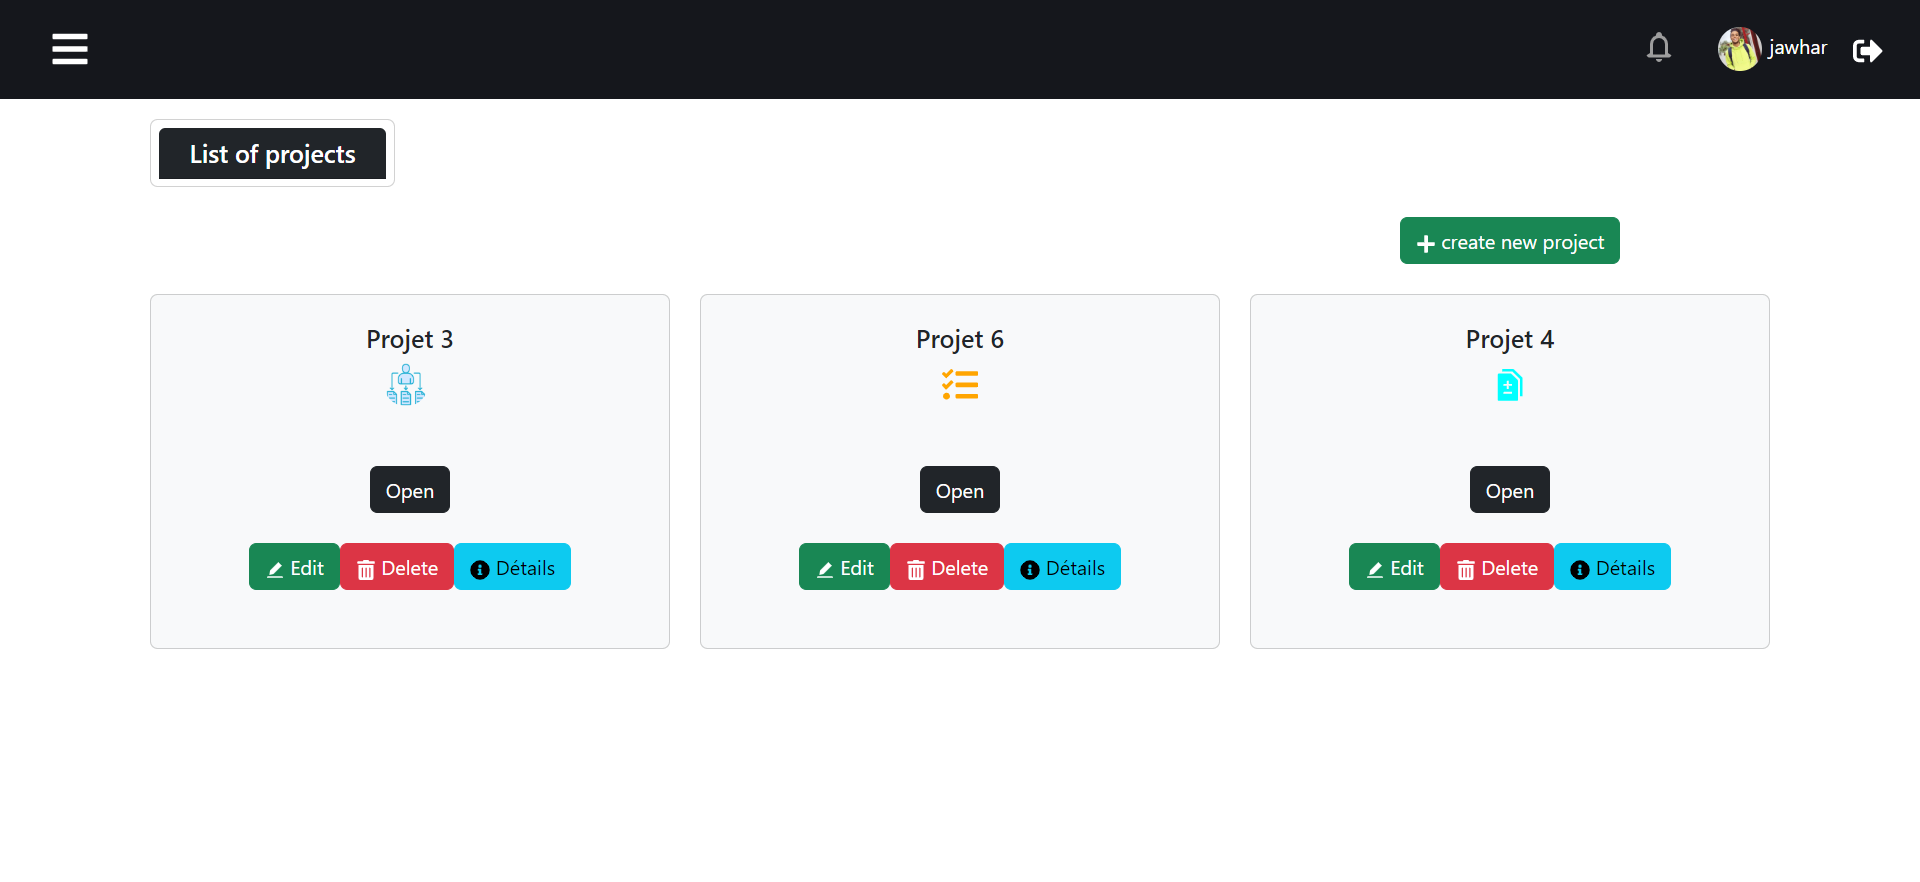 jawhar
List of projects
create new project
Projet 3
Projet 6
Projet 4
Open
Open
Open
Edit Delete Détails
Edit Delete Détails
Edit Delete Détails